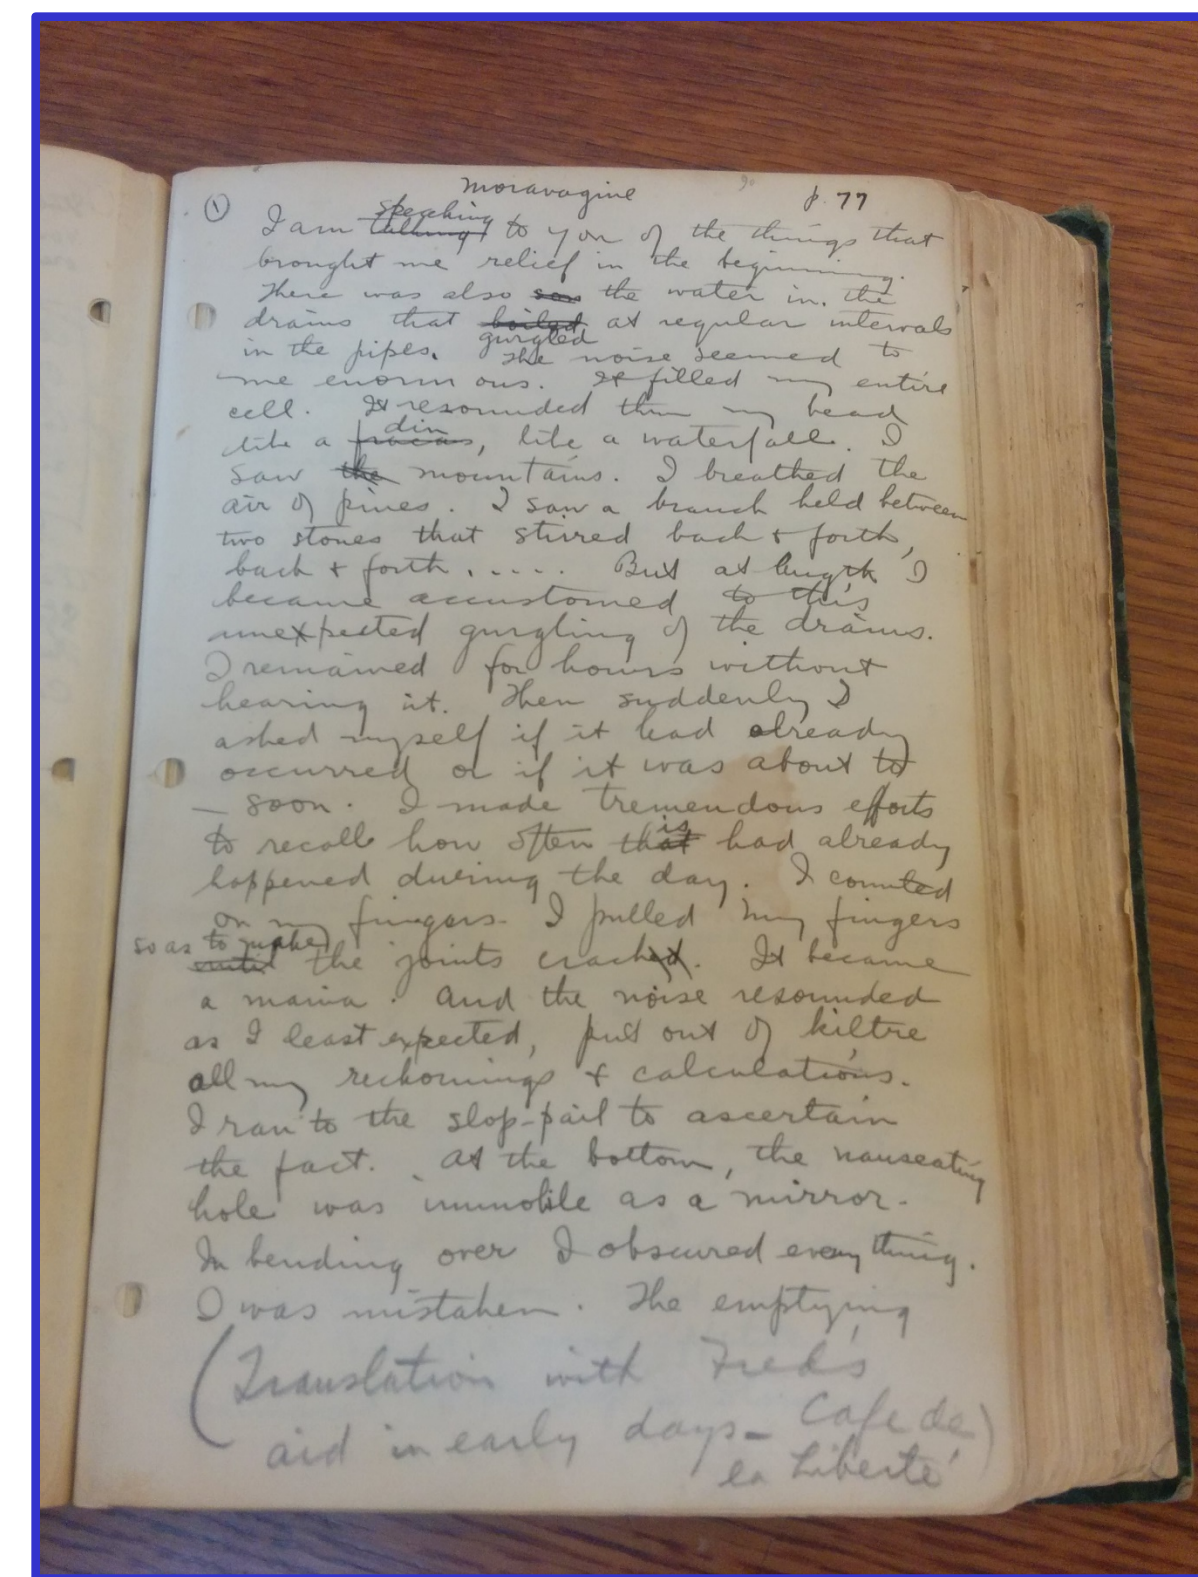 Moravagine p. 77
① I am ~~talking~~ speaking to you of the things that
brought me relief in the beginning.
There was also the water in the
drains that ~~boiled~~ gurgled at regular intervals
in the pipes. The noise seemed to
me enormous. It filled my entire
cell. It resounded thru my head
like a ~~fracas~~ din, like a waterfall. I
saw ~~the~~ mountains. I breathed the
air of pines. I saw a branch held between
two stones that stirred back & forth,
back & forth ..... But at length I
became accustomed to this
unexpected gurgling of the drains.
I remained for hours without
hearing it. Then suddenly I
asked myself if it had already
occurred or if it was about to
— soon. I made tremendous efforts
to recall how often this had already
happened during the day. I counted
on my fingers. I pulled my fingers
so as to make ~~until~~ the joints crack. It became
a mania. And the noise resounded
as I least expected, put out of kiltre
all my reckonings & calculations.
I ran to the slop-pail to ascertain
the fact. At the bottom, the nauseating
hole was immobile as a mirror.
In bending over I obscured everything.
I was mistaken. The emptying
(Translation with Fred's
aid in early days – Cafe de
la Liberté)